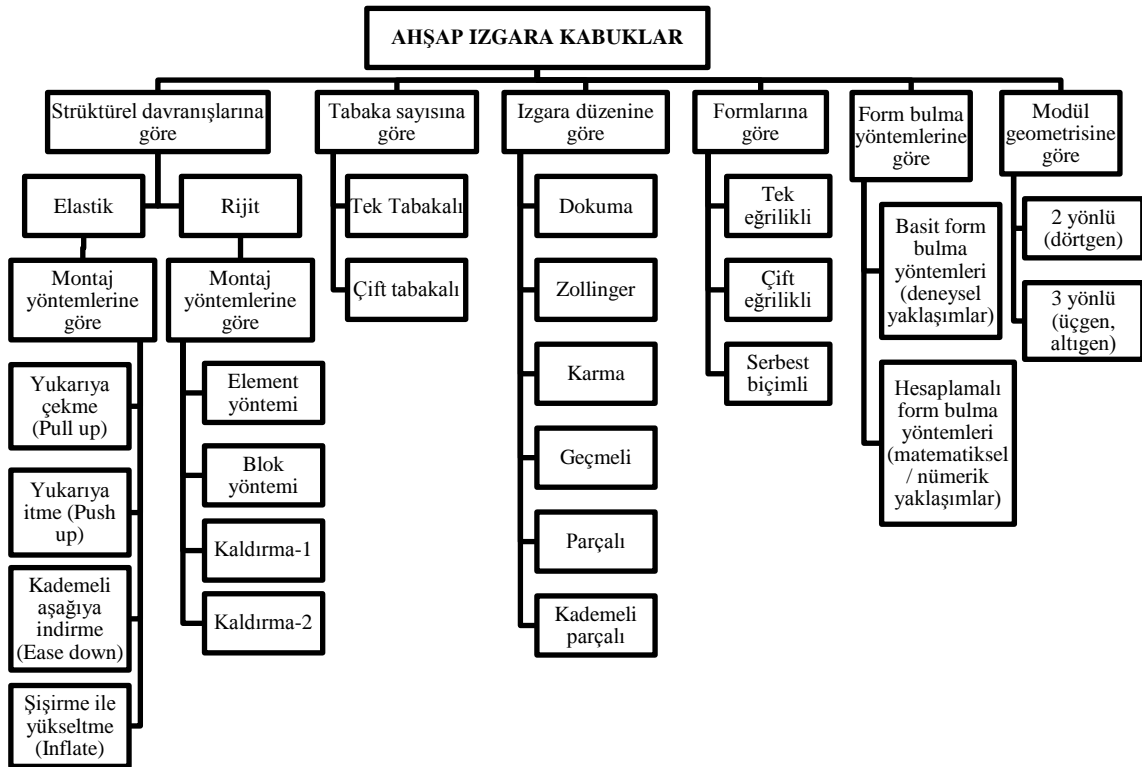 AHŞAP IZGARA KABUKLAR
Strüktürel davranışlarına
göre
Elastik
Rijit
Montaj
yöntemlerine
göre
Montaj
yöntemlerine
göre
Yukarıya
çekme
(Pull up)
Yukarıya
itme (Push
up)
Kademeli
aşağıya
indirme
(Ease down)
Şişirme ile
yükseltme
(Inflate)
Element
yöntemi
Blok
yöntemi
Kaldırma-1
Kaldırma-2
Tabaka sayısına
göre
Tek Tabakalı
Çift tabakalı
Izgara düzenine
göre
Dokuma
Zollinger
Karma
Geçmeli
Parçalı
Kademeli
parçalı
Formlarına
göre
Tek
eğrilikli
Çift
eğrilikli
Serbest
biçimli
Form bulma
yöntemlerine
göre
Basit form
bulma
yöntemleri
(deneysel
yaklaşımlar)
Hesaplamalı
form bulma
yöntemleri
(matematiksel
/ nümerik
yaklaşımlar)
Modül
geometrisine
göre
2 yönlü
(dörtgen)
3 yönlü
(üçgen,
altıgen)